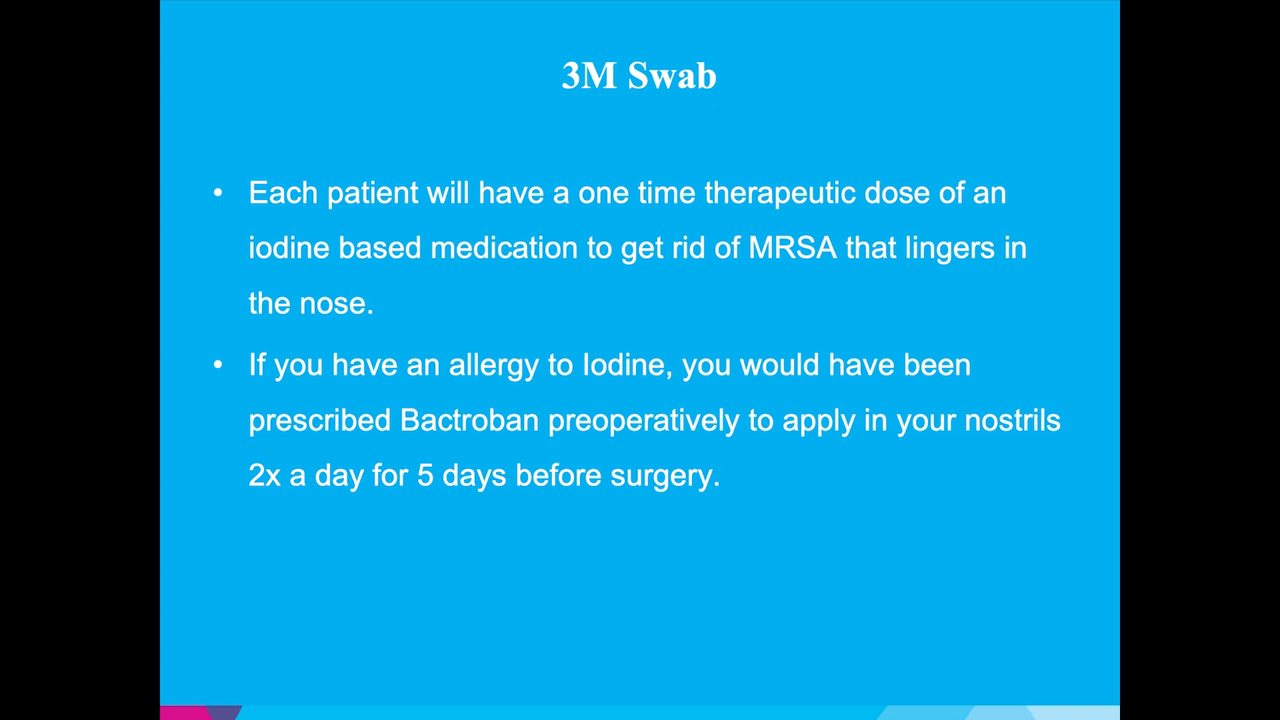 3M Swab
• Each patient will have a one time therapeutic dose of an
iodine based medication to get rid of MRSA that lingers in
the nose.
• If you have an allergy to Iodine, you would have been
prescribed Bactroban preoperatively to apply in your nostrils
2x a day for 5 days before surgery.